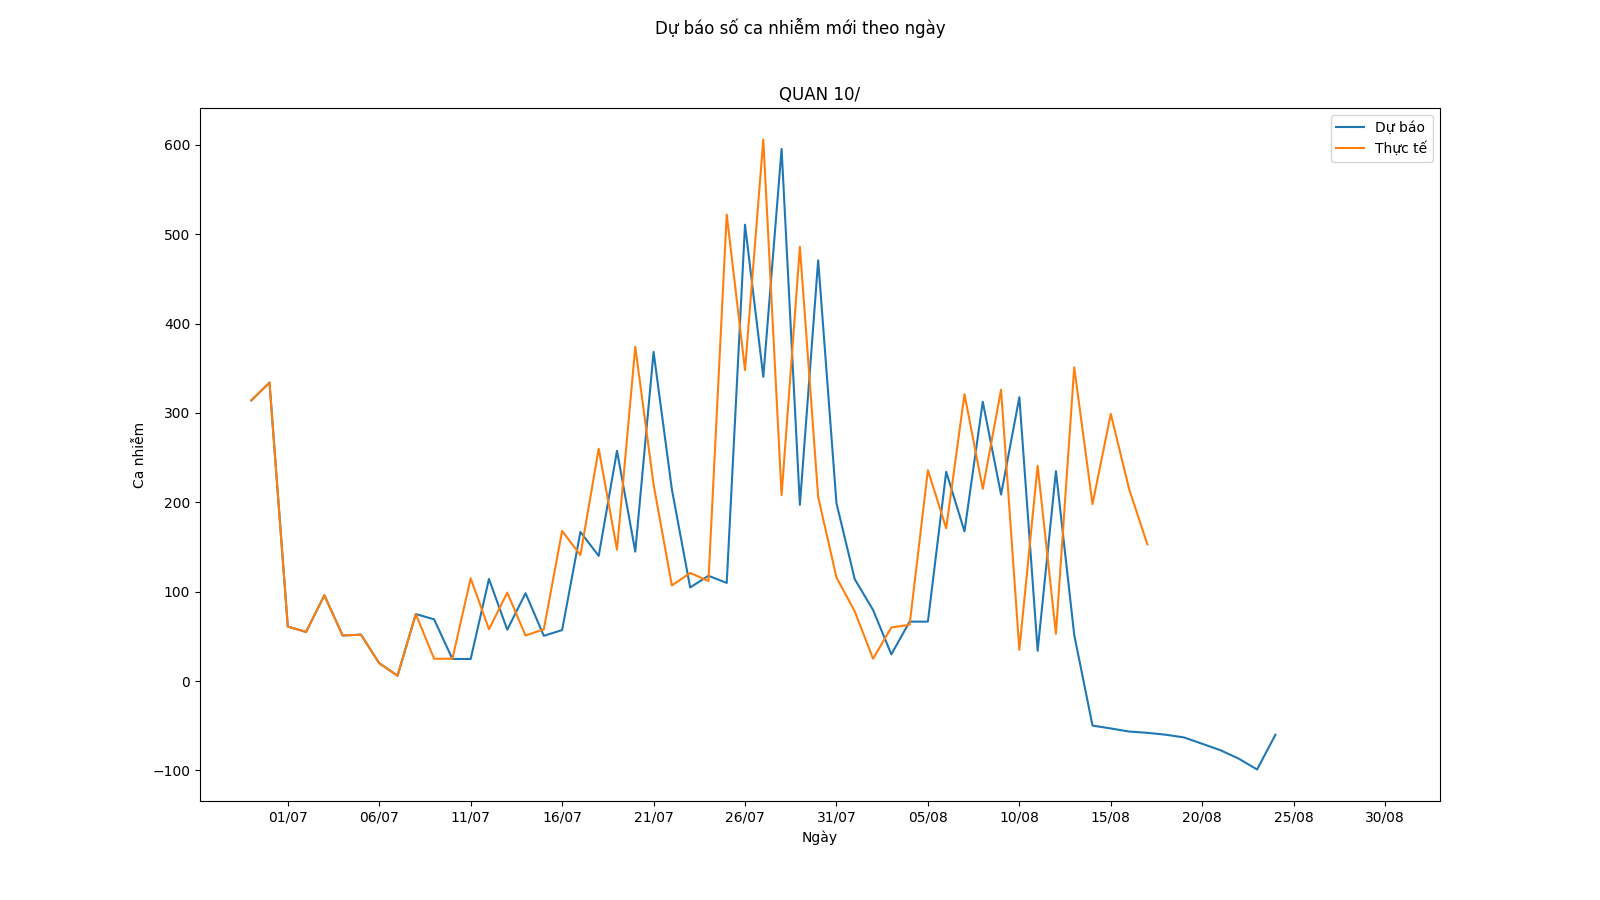 Dự báo số ca nhiễm mới theo ngày
QUAN 10/
Dự báo
Thực tế
600
500
400
300
200
100
0
−100
Ca nhiễm
01/07 06/07 11/07 16/07 21/07 26/07 31/07 05/08 10/08 15/08 20/08 25/08 30/08
Ngày